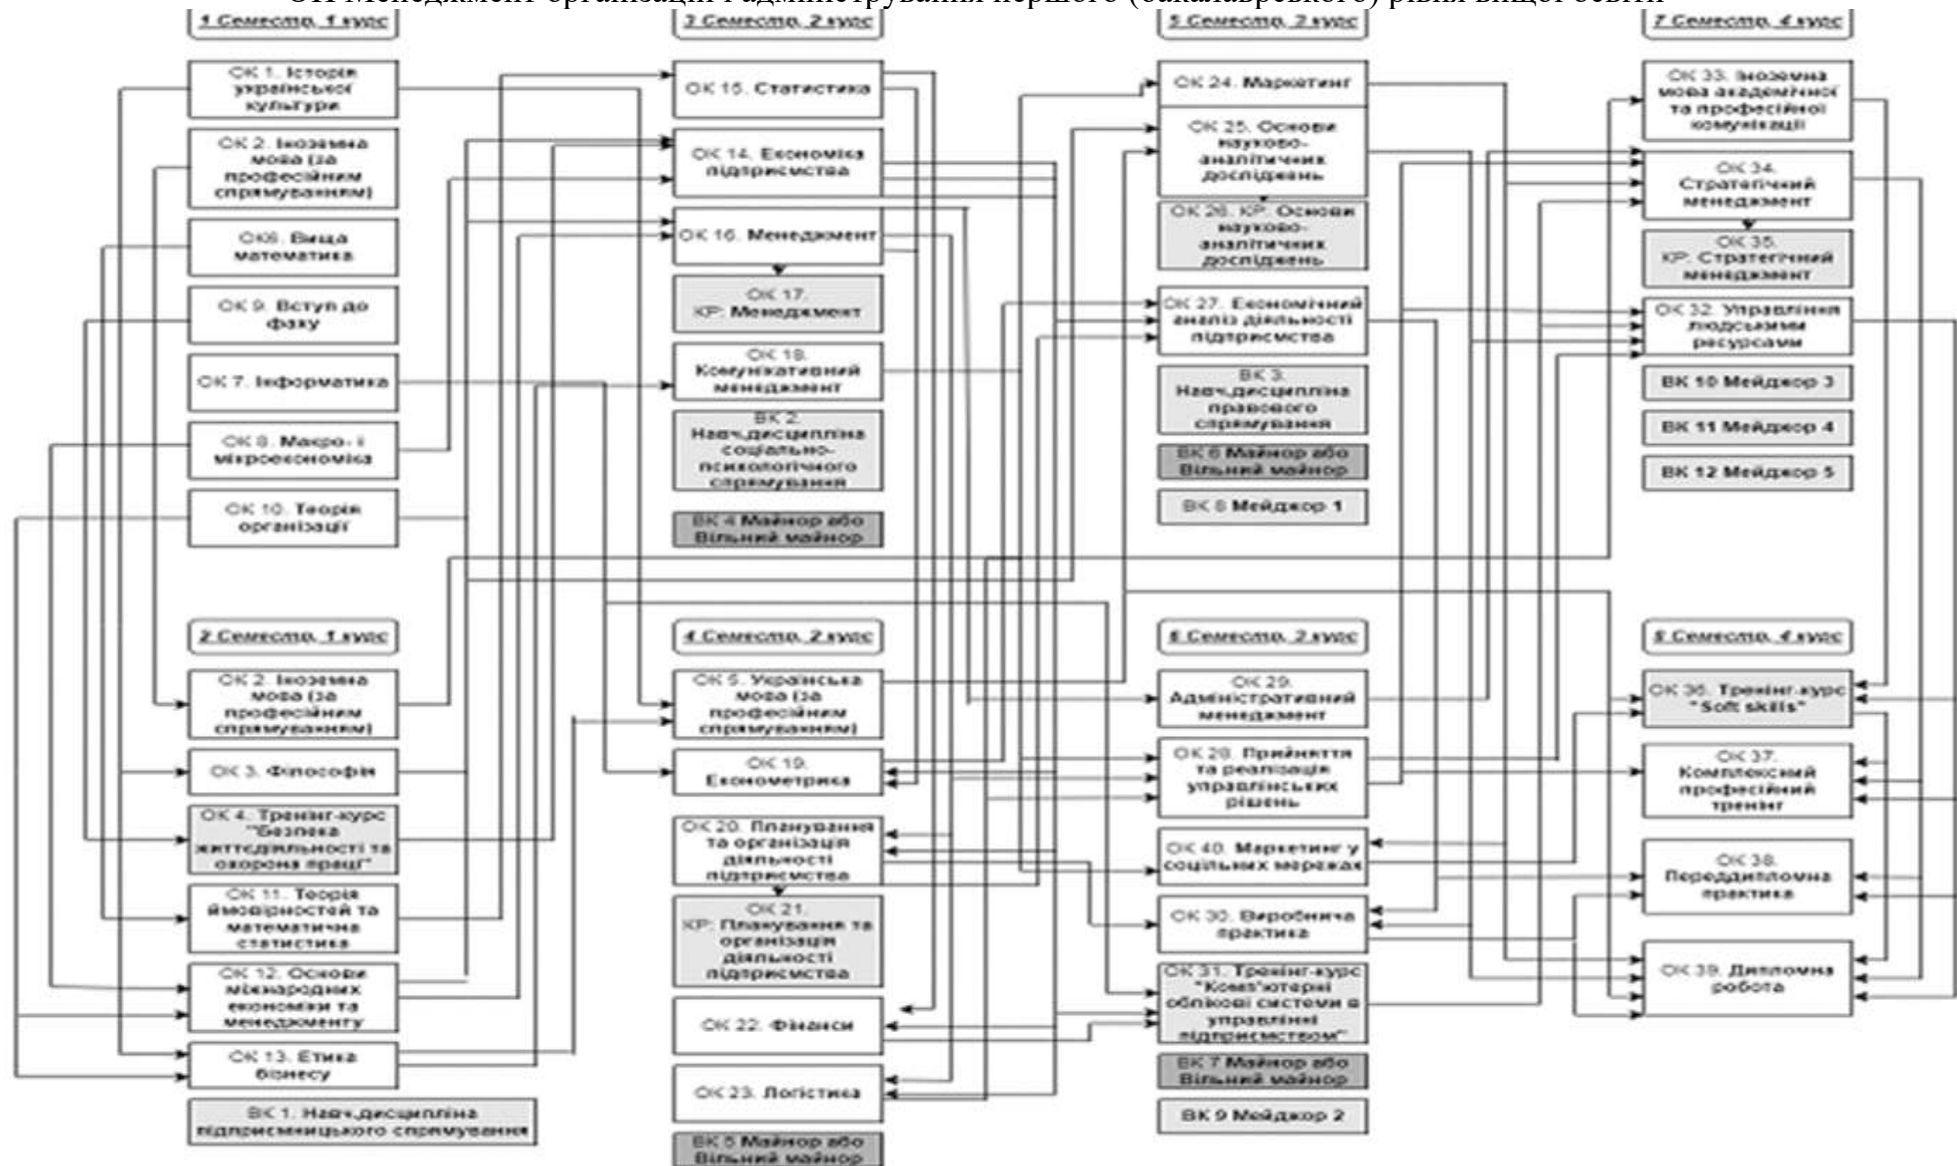 ОП Менеджмент організацій і адміністрування першого (бакалаврського) рівня вищої освіти
1 Семестр, 1 курс
ОК 1. Історія
української
культури
ОК 2. Іноземна
мова (за
професійним
спрямуванням)
ОК6. Вища
математика
ОК 9. Вступ до
фаху
ОК 7. Інформатика
ОК 8. Макро- і
мікроекономіка
ОК 10. Теорія
організації
2 Семестр, 1 курс
ОК 2. Іноземна
мова (за
професійним
спрямуванням)
ОК 3. Філософія
ОК 4. Тренінг-курс
"Безпека
життєдіяльності та
охорона праці"
ОК 11. Теорія
ймовірностей та
математична
статистика
ОК 12. Основи
міжнародних
економіки та
менеджменту
ОК 13. Етика
бізнесу
ВК 1. Навч.дисципліна
підприємницького спрямування
3 Семестр, 2 курс
ОК 15. Статистика
ОК 14. Економіка
підприємства
ОК 16. Менеджмент
ОК 17.
КР: Менеджмент
ОК 18.
Комунікативний
менеджмент
ВК 2.
Навч.дисципліна
соціально-
психологічного
спрямування
ВК 4 Майнор або
Вільний майнор
4 Семестр, 2 курс
ОК 5. Українська
мова (за
професійним
спрямуванням)
ОК 19.
Економетрика
ОК 20. Планування
та організація
діяльності
підприємства
ОК 21.
КР: Планування та
організація
діяльності
підприємства
ОК 22. Фінанси
ОК 23. Логістика
ВК 5 Майнор або
Вільний майнор
5 Семестр, 3 курс
ОК 24. Маркетинг
ОК 25. Основи
науково-
аналітичних
досліджень
ОК 26. КР: Основи
науково-
аналітичних
досліджень
ОК 27. Економічний
аналіз діяльності
підприємства
ВК 3.
Навч.дисципліна
правового
спрямування
ВК 6 Майнор або
Вільний майнор
ВК 8 Мейджор 1
6 Семестр, 3 курс
ОК 29.
Адміністративний
менеджмент
ОК 28. Прийняття
та реалізація
управлінських
рішень
ОК 40. Маркетинг у
соцільних мережах
ОК 30. Виробнича
практика
ОК 31. Тренінг-курс
"Комп'ютерні
облікові системи в
управлінні
підприємством"
ВК 7 Майнор або
Вільний майнор
ВК 9 Мейджор 2
7 Семестр, 4 курс
ОК 33. Іноземна
мова академічної
та професійної
комунікації
ОК 34.
Стратегічний
менеджмент
ОК 35.
КР: Стратегічний
менеджмент
ОК 32. Управління
людськими
ресурсами
ВК 10 Мейджор 3
ВК 11 Мейджор 4
ВК 12 Мейджор 5
8 Семестр, 4 курс
ОК 36. Тренінг-курс
"Soft skills"
ОК 37.
Комплексний
професійний
тренінг
ОК 38.
Переддипломна
практика
ОК 39. Дипломна
робота